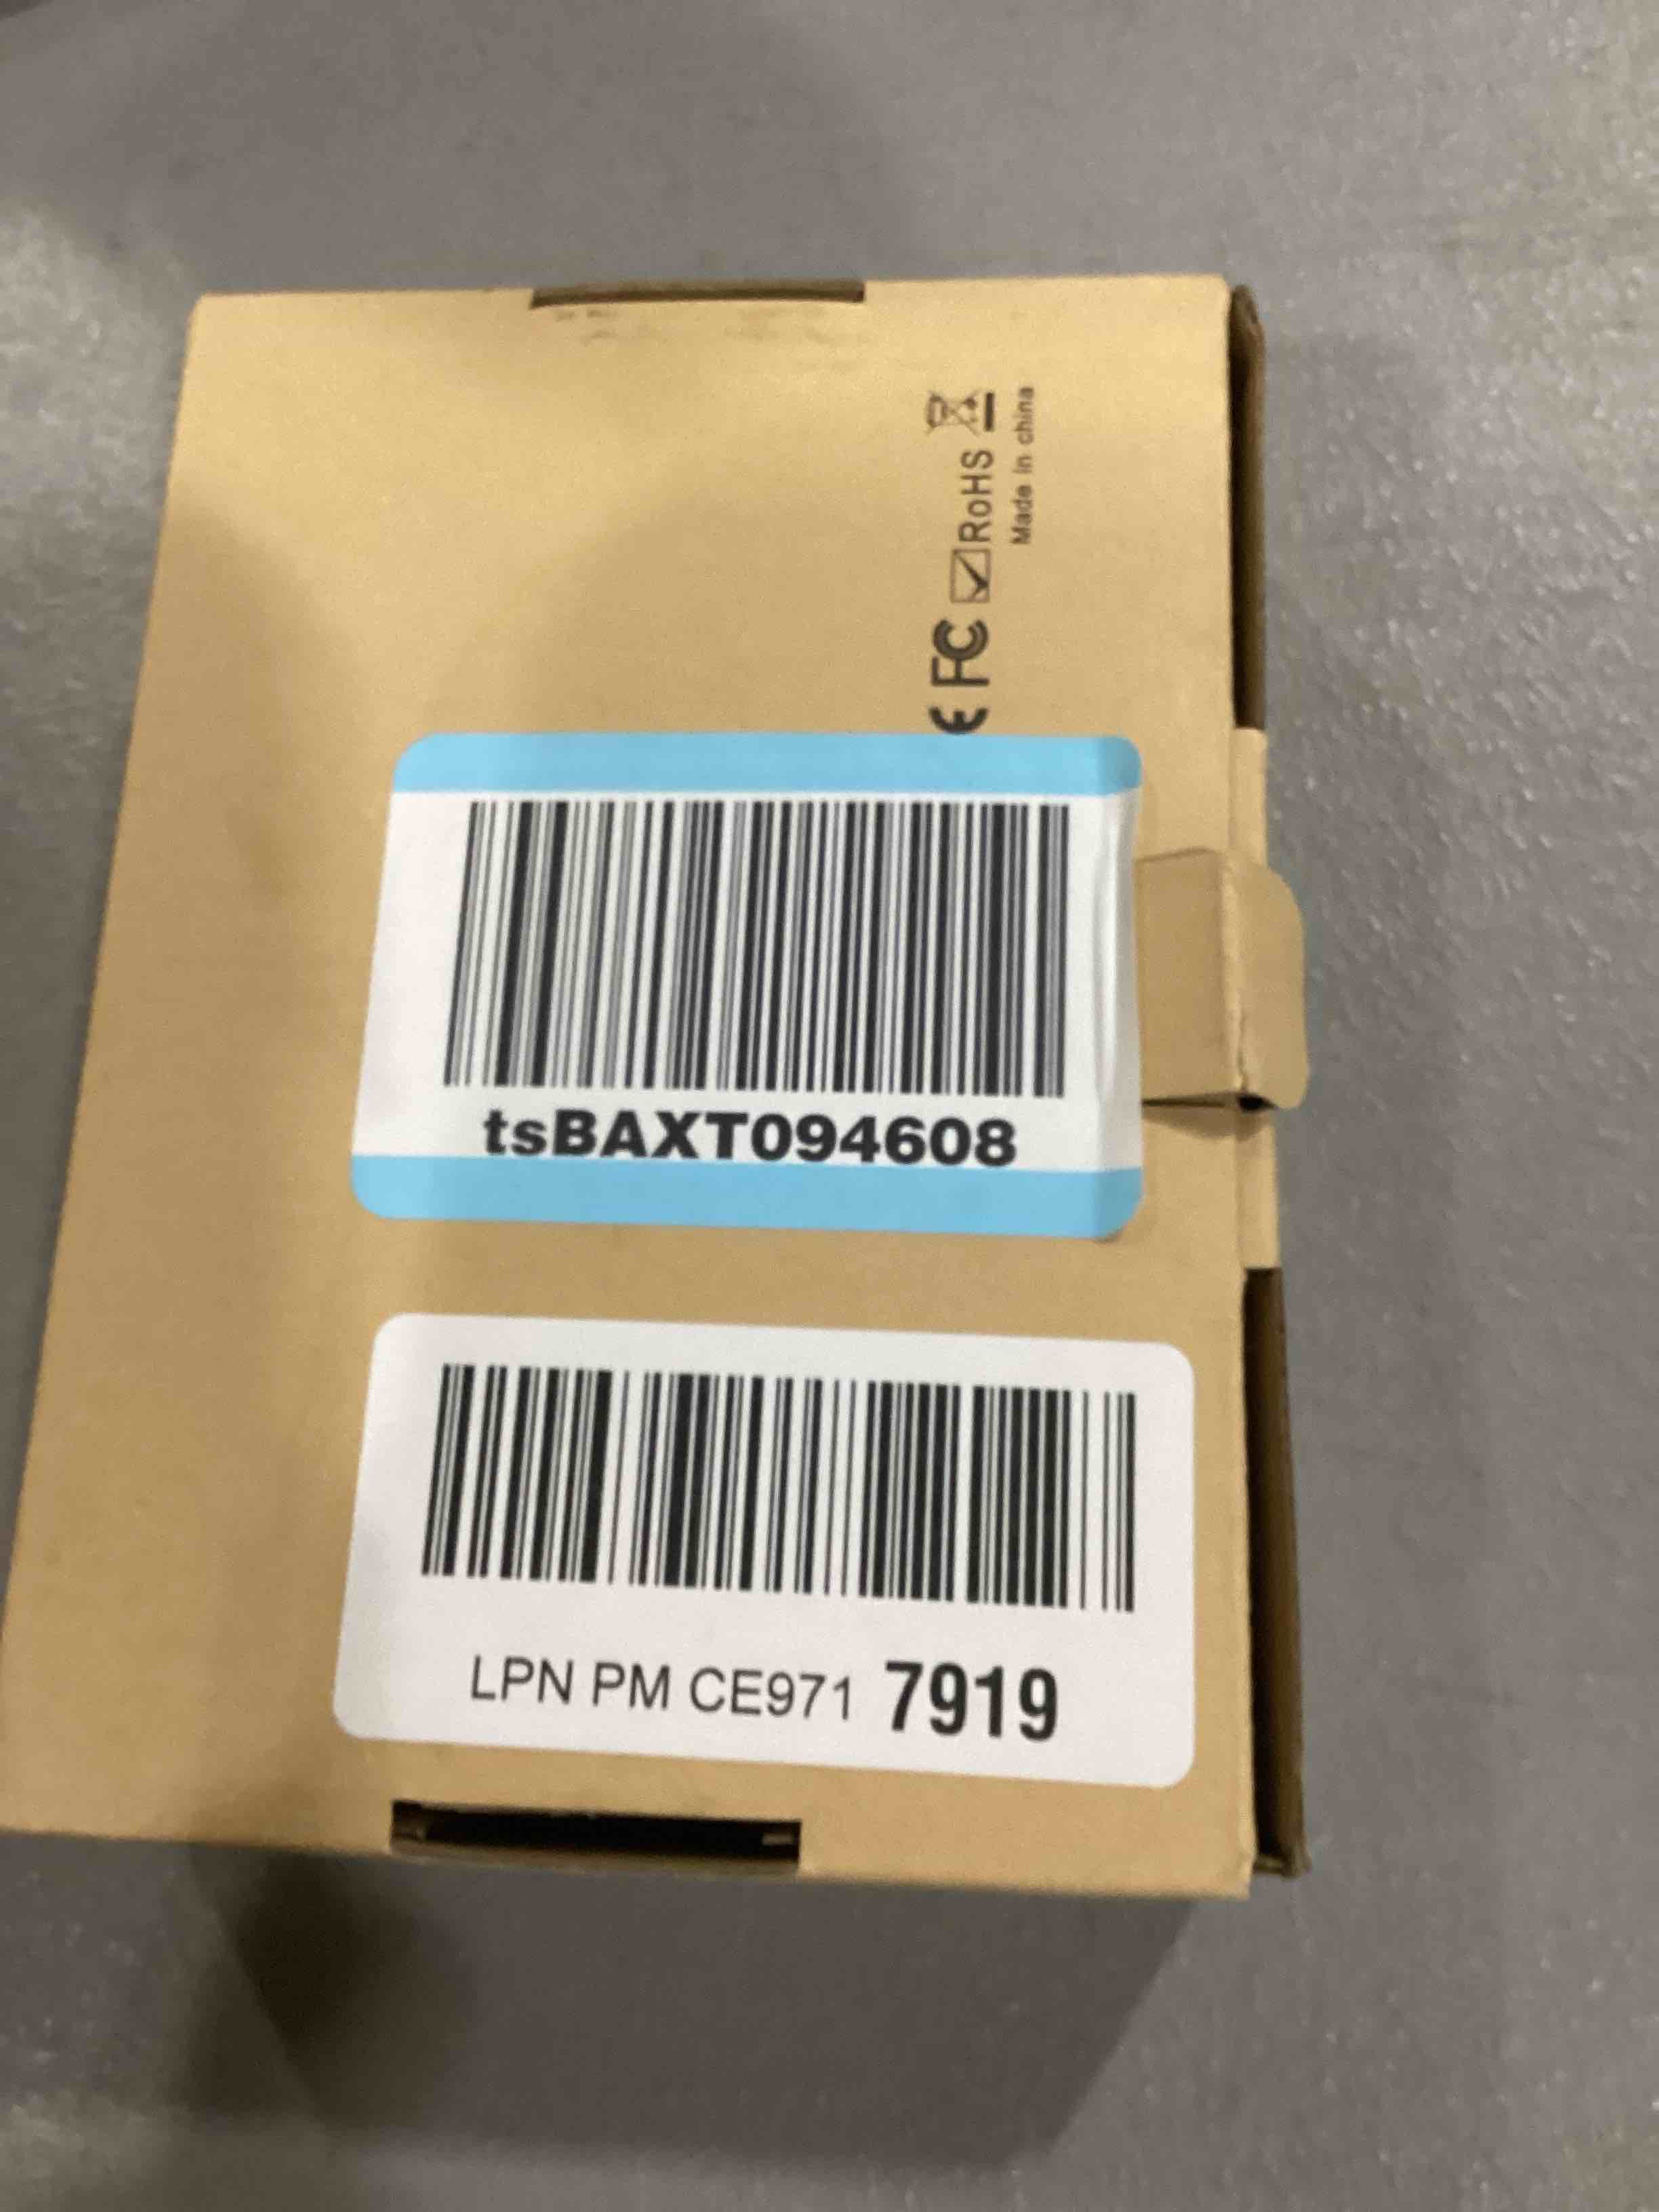 CE FC RoHS
Made in china
tsBAXT094608
LPN PM CE971 7919